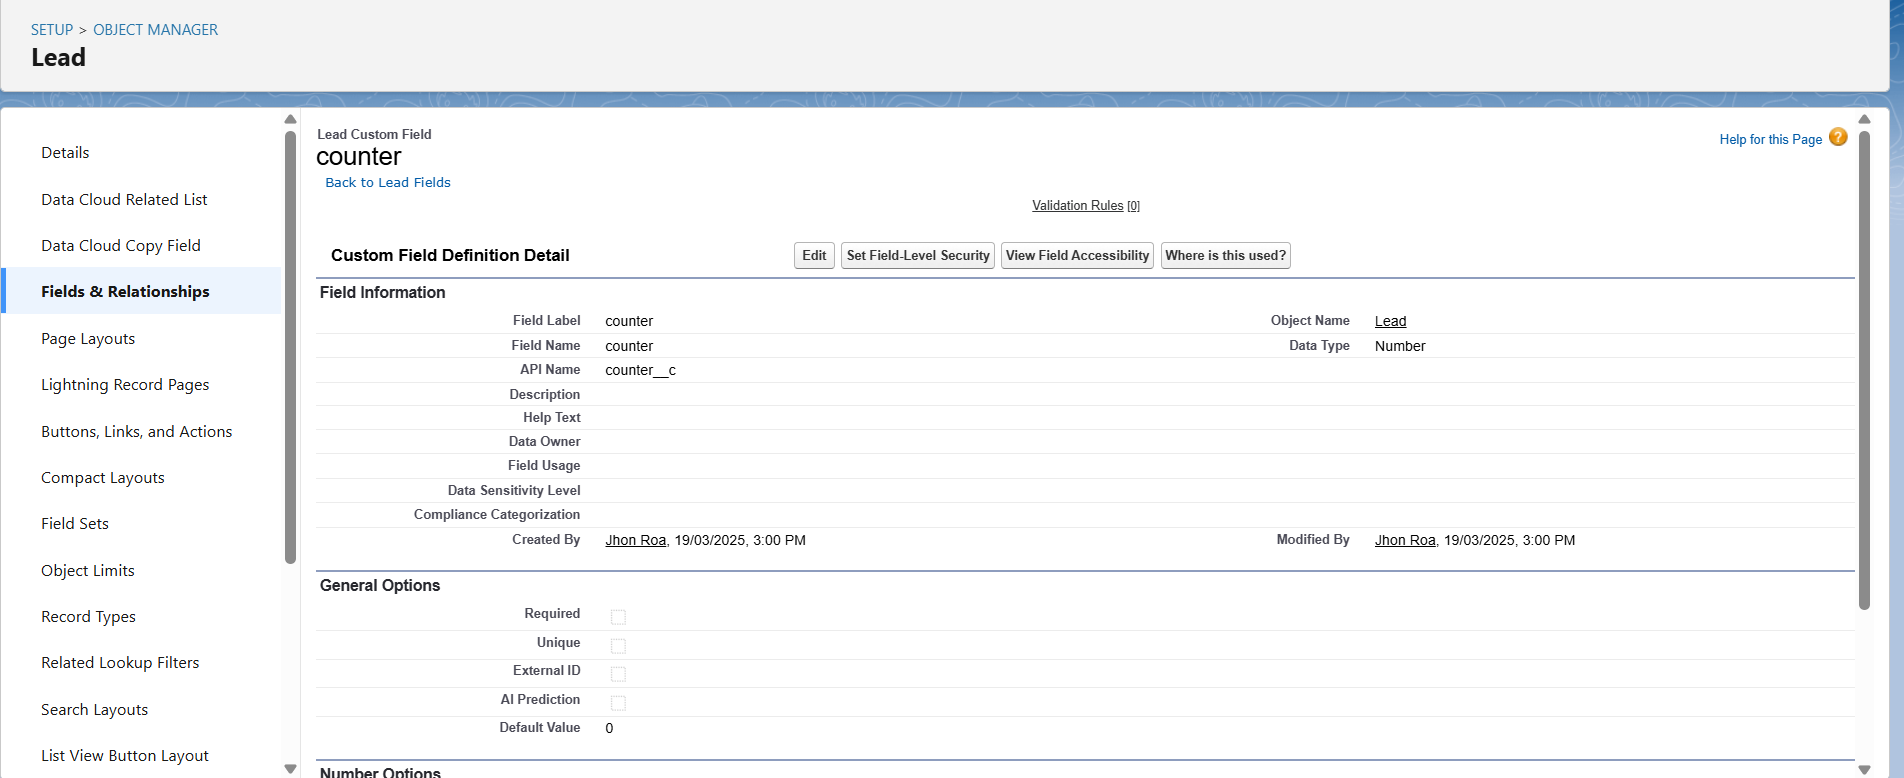 SETUP > OBJECT MANAGER
Lead
Details
Data Cloud Related List
Data Cloud Copy Field
Fields & Relationships
Page Layouts
Lightning Record Pages
Buttons, Links, and Actions
Compact Layouts
Field Sets
Object Limits
Record Types
Related Lookup Filters
Search Layouts
List View Button Layout
Lead Custom Field
counter
Back to Lead Fields
Help for this Page ?
Validation Rules [0]
Custom Field Definition Detail
Edit
Set Field-Level Security
View Field Accessibility
Where is this used?
Field Information
Field Label counter Object Name Lead
Field Name counter Data Type Number
API Name counter__c
Description
Help Text
Data Owner
Field Usage
Data Sensitivity Level
Compliance Categorization
Created By Jhon Roa, 19/03/2025, 3:00 PM Modified By Jhon Roa, 19/03/2025, 3:00 PM
General Options
Required
Unique
External ID
AI Prediction
Default Value 0
Number Options